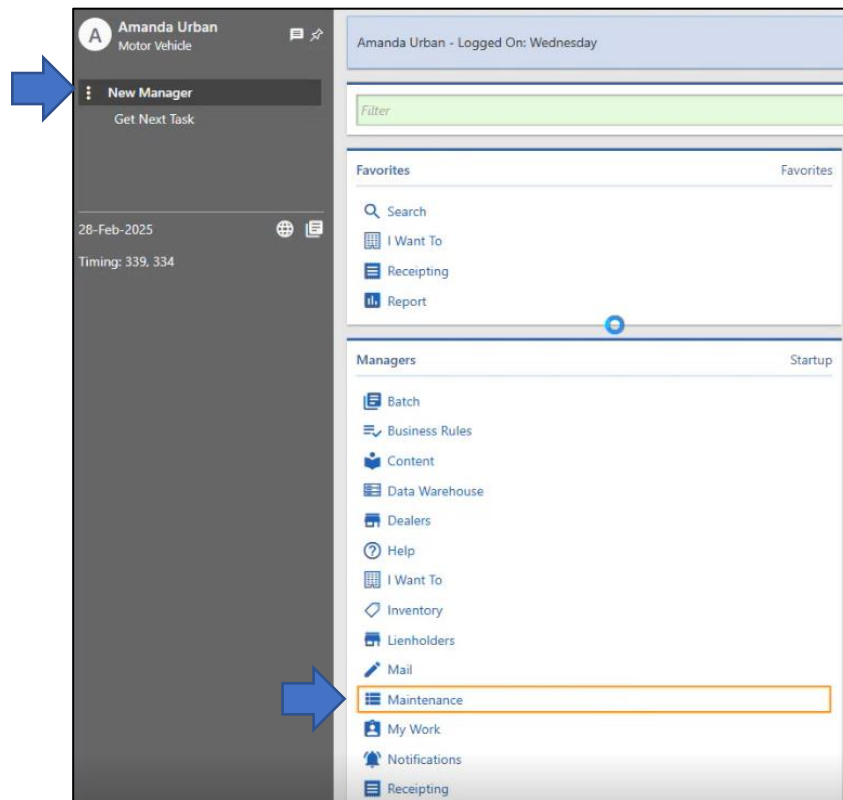 A
Amanda Urban
Motor Vehicle
New Manager
Get Next Task
28-Feb-2025
Timing: 339, 334
Amanda Urban - Logged On: Wednesday
Filter
Favorites Favorites
Search
I Want To
Receipting
Report
Managers Startup
Batch
Business Rules
Content
Data Warehouse
Dealers
Help
I Want To
Inventory
Lienholders
Mail
Maintenance
My Work
Notifications
Receipting